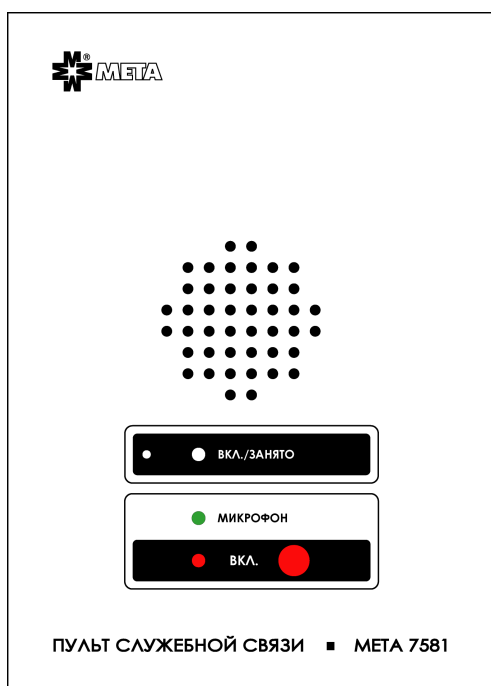 ® МЕТА
ВКЛ./ЗАНЯТО
МИКРОФОН
ВКЛ.
ПУЛЬТ СЛУЖЕБНОЙ СВЯЗИ ■ МЕТА 7581